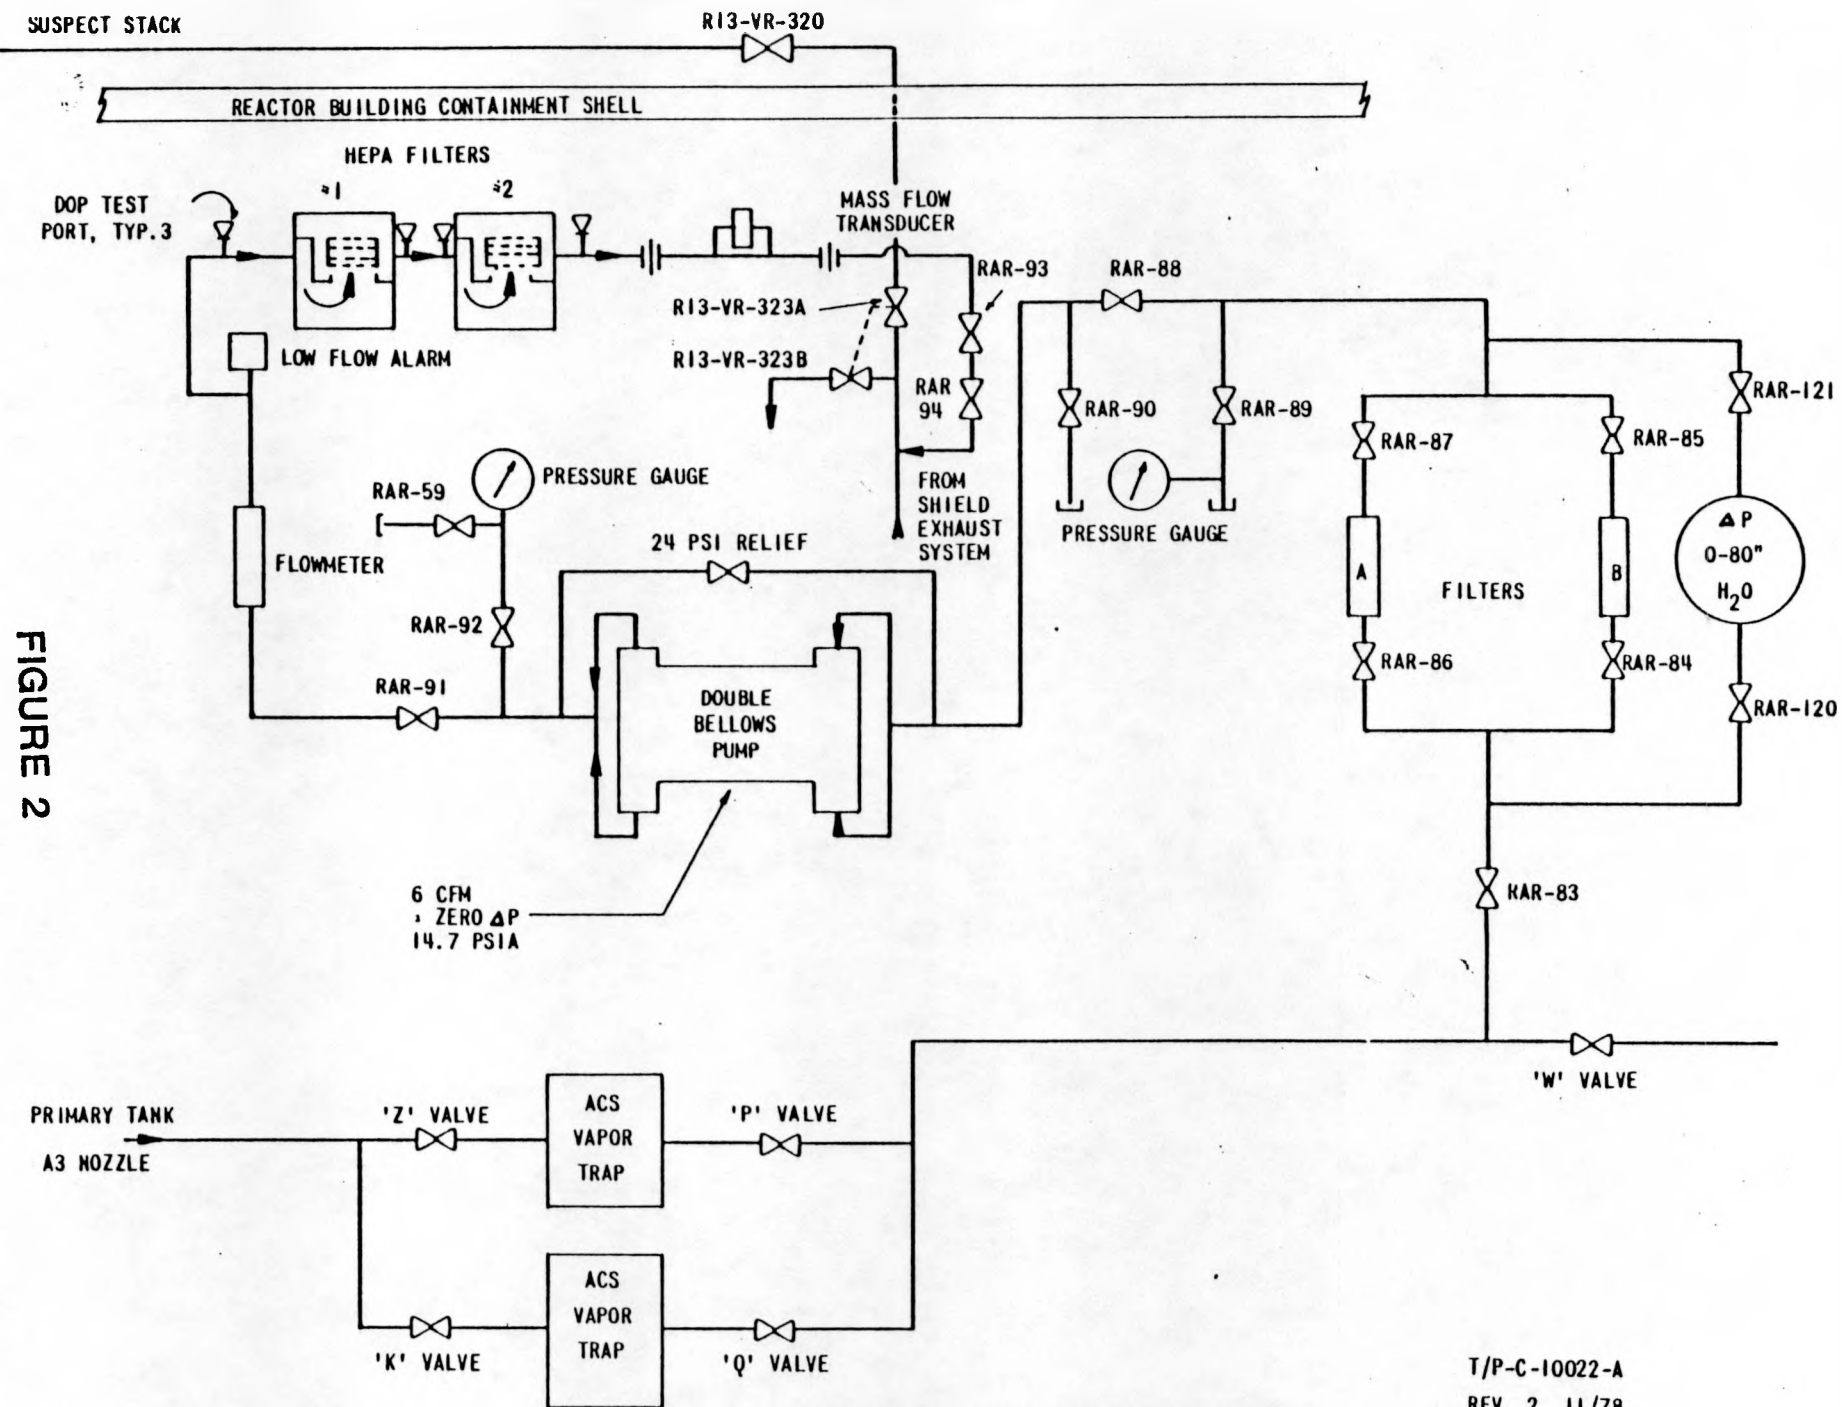 SUSPECT STACK
R13-VR-320
REACTOR BUILDING CONTAINMENT SHELL
HEPA FILTERS
#1
#2
DOP TEST
PORT, TYP.3
MASS FLOW
TRANSDUCER
RAR-93
RAR-88
R13-VR-323A
LOW FLOW ALARM
R13-VR-323B
RAR
94
RAR-90
RAR-89
RAR-121
RAR-87
RAR-85
PRESSURE GAUGE
RAR-59
FROM
SHIELD
EXHAUST
SYSTEM
PRESSURE GAUGE
Δ P
0-80"
H2O
24 PSI RELIEF
FLOWMETER
A
FILTERS
B
RAR-92
RAR-86
RAR-84
RAR-91
DOUBLE
BELLOWS
PUMP
RAR-120
FIGURE 2
6 CFM
ZERO Δ P
14.7 PSIA
RAR-83
'W' VALVE
PRIMARY TANK
A3 NOZZLE
'Z' VALVE
ACS
VAPOR
TRAP
'P' VALVE
ACS
VAPOR
TRAP
'K' VALVE
'Q' VALVE
T/P-C-10022-A
REV. 2 11/78